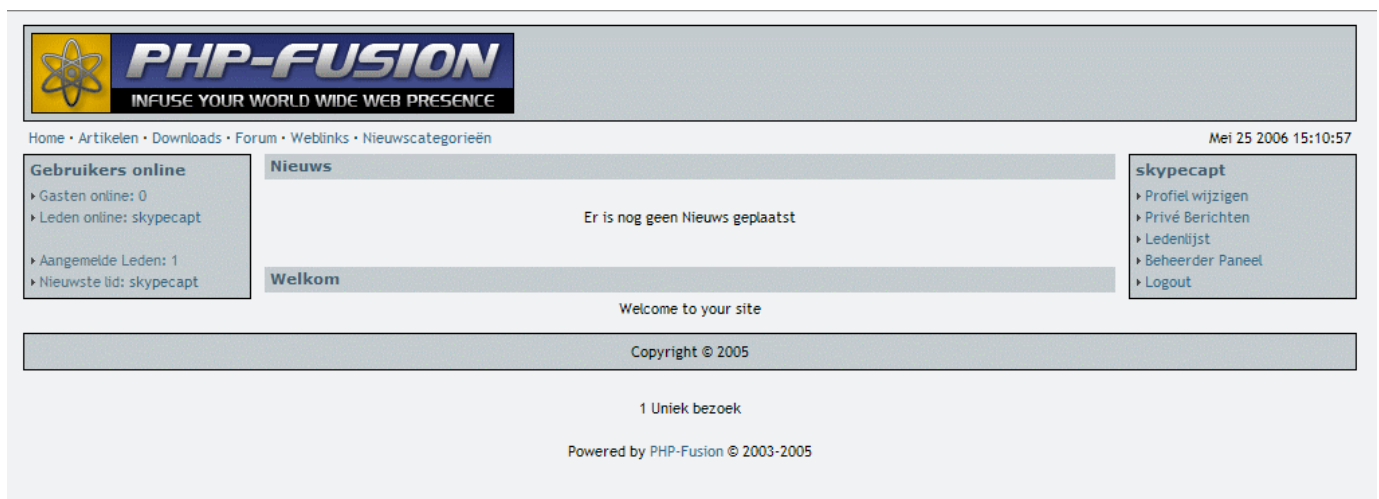 PHP-FUSION
INFUSE YOUR WORLD WIDE WEB PRESENCE
Home · Artikelen · Downloads · Forum · Weblinks · Nieuwscategorieën
Mei 25 2006 15:10:57
Gebruikers online
Gasten online: 0
Leden online: skypecapt
Aangemelde Leden: 1
Nieuwste lid: skypecapt
Nieuws
Er is nog geen Nieuws geplaatst
Welkom
Welcome to your site
skypecapt
Profiel wijzigen
Privé Berichten
Ledenlijst
Beheerder Paneel
Logout
Copyright © 2005
1 Uniek bezoek
Powered by PHP-Fusion © 2003-2005